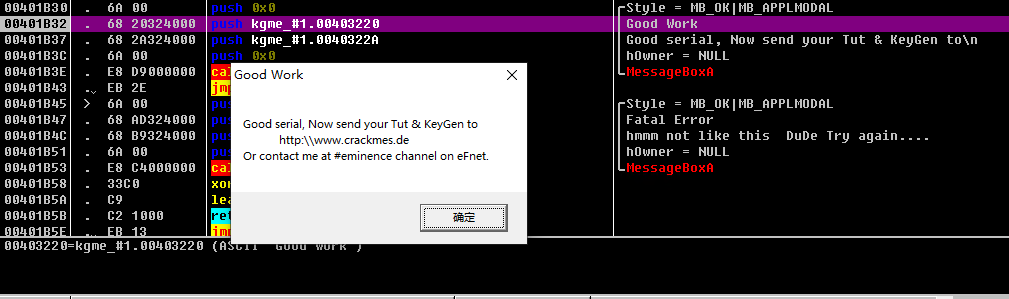 00401B30 . 6A 00 push 0x0 Style = MB_OK|MB_APPLMODAL
00401B32 . 68 20324000 push kgme_#1.00403220 Good Work
00401B37 . 68 2A324000 push kgme_#1.0040322A Good serial, Now send your Tut & KeyGen to\n
00401B3C . 6A 00 push 0x0 hOwner = NULL
00401B3E . E8 D9000000 cal MessageBoxA
00401B43 . EB 2E jmp
00401B45 > 6A 00 pus Style = MB_OK|MB_APPLMODAL
00401B47 . 68 AD324000 pus Fatal Error
00401B4C . 68 B9324000 pus hmmm not like this DuDe Try again....
00401B51 . 6A 00 pus hOwner = NULL
00401B53 . E8 C4000000 cal MessageBoxA
00401B58 . 33C0 xor
00401B5A . C9 lea
00401B5B . C2 1000 ret
00401B5E . EB 13 jmp
Good Work
Good serial, Now send your Tut & KeyGen to
http:\\www.crackmes.de
Or contact me at #eminence channel on eFnet.
确定
00403220=kgme_#1.00403220 (ASCII "Good Work")